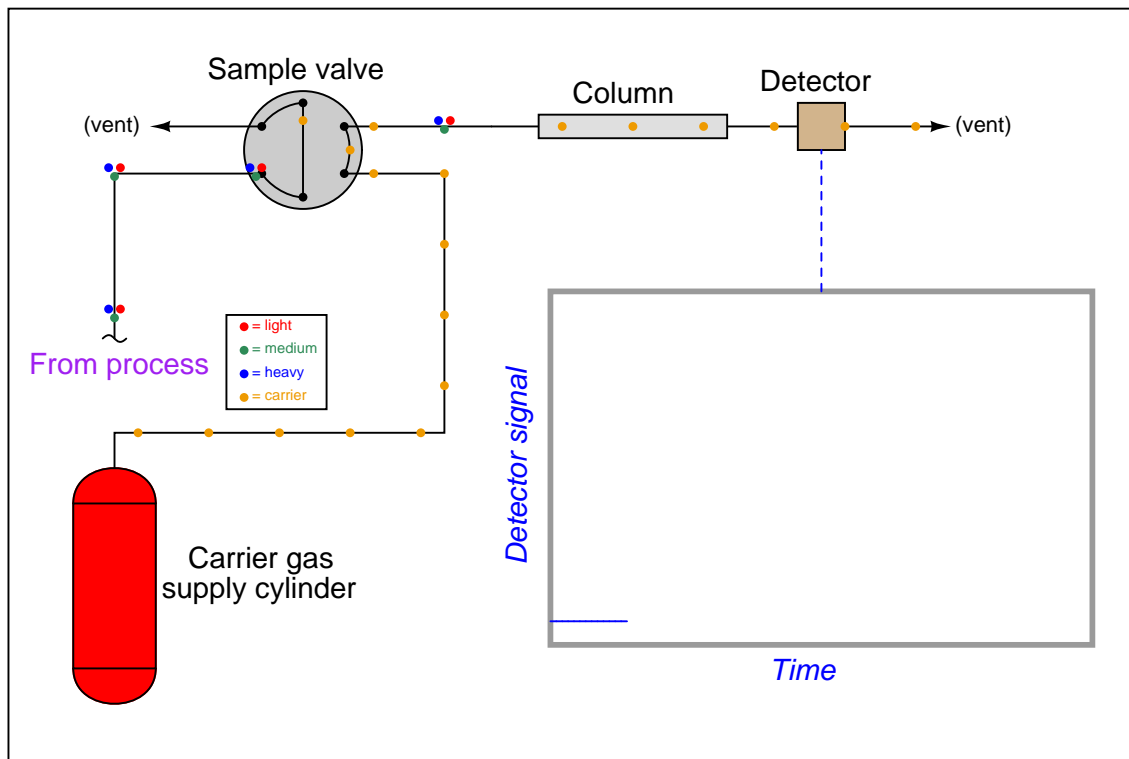 Sample valve
Column
Detector
(vent)
(vent)
= light
= medium
= heavy
= carrier
From process
Detector signal
Carrier gas
supply cylinder
Time